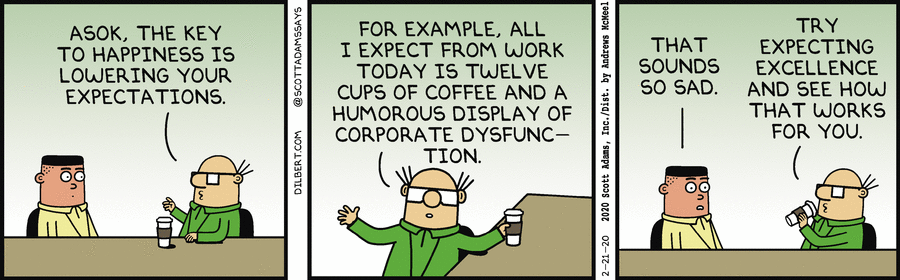 ASOK, THE KEY
TO HAPPINESS IS
LOWERING YOUR
EXPECTATIONS.
DILBERT.COM @SCOTTADAMSSAYS
FOR EXAMPLE, ALL
I EXPECT FROM WORK
TODAY IS TWELVE
CUPS OF COFFEE AND A
HUMOROUS DISPLAY OF
CORPORATE DYSFUNC-
TION.
2-21-20 2020 Scott Adams, Inc./Dist. by Andrews McMeel
THAT
SOUNDS
SO SAD.
TRY
EXPECTING
EXCELLENCE
AND SEE HOW
THAT WORKS
FOR YOU.